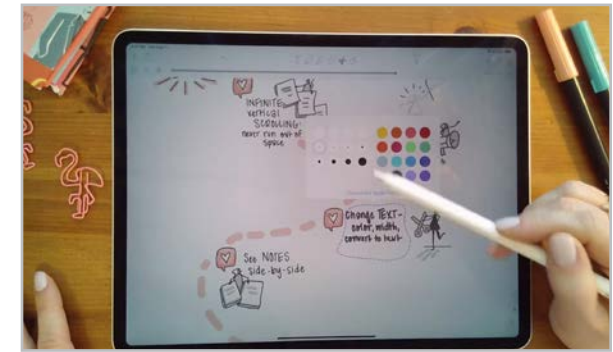 INFINITE
vertical
SCROLLING-
never run out of
space
Change TEXT-
color, width,
convert to text
See NOTES
side-by-side